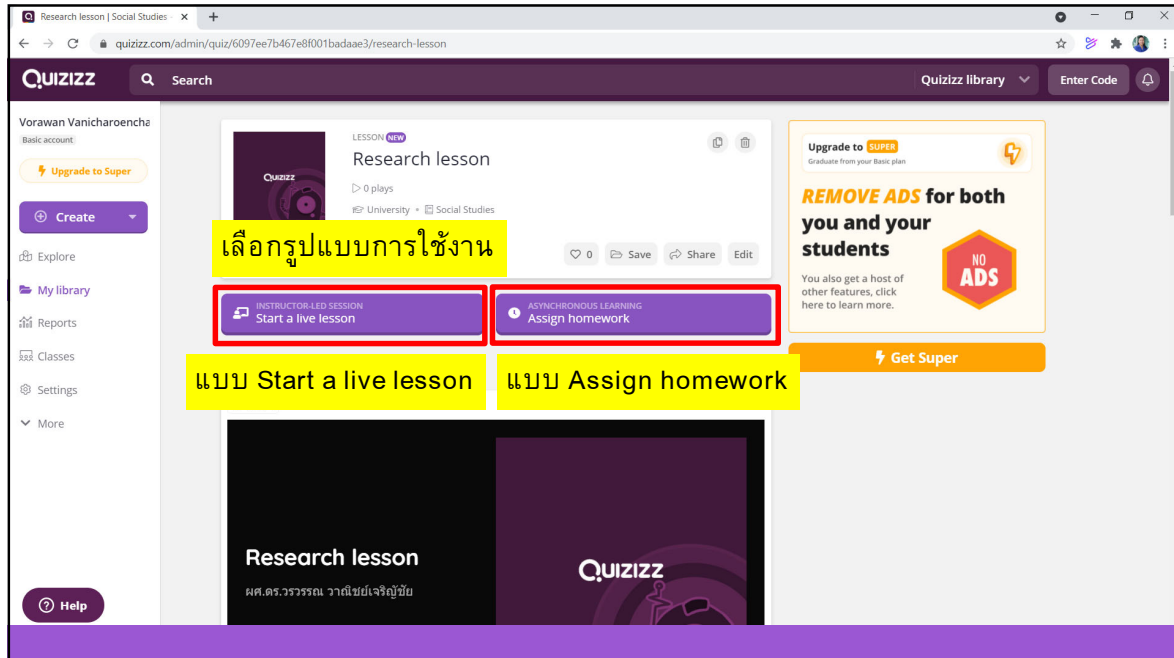 Research lesson | Social Studies
quizizz.com/admin/quiz/6097ee7b467e8f001badaae3/research-lesson
Quizizz
Search
Quizizz library
Enter Code
Vorawan Vanicharoencha
Basic account
Upgrade to Super
Create
Explore
My library
Reports
Classes
Settings
More
Help
Quizizz
LESSON NEW
Research lesson
0 plays
University • Social Studies
เลือกรูปแบบการใช้งาน
0 Save Share Edit
INSTRUCTOR-LED SESSION
Start a live lesson
ASYNCHRONOUS LEARNING
Assign homework
แบบ Start a live lesson
แบบ Assign homework
Research lesson
ผศ.ดร.วรวรรณ วาณิชย์เจริญชัย
Quizizz
Upgrade to SUPER
Graduate from your Basic plan
REMOVE ADS for both
you and your
students
NO
ADS
You also get a host of
other features, click
here to learn more.
Get Super